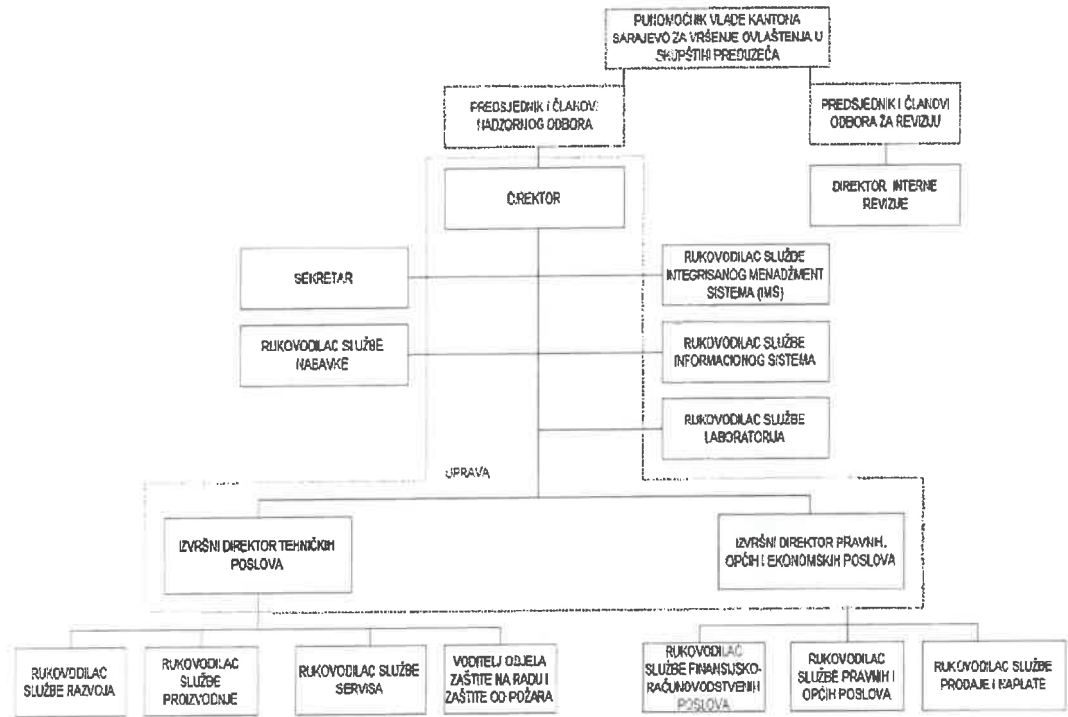 PUNOMOĆNIK VLADE KANTONA
SARAJEVO ZA VRŠENJE OVLAŠTENJA U
SKUPŠTINI PREDUZEĆA
PREDSJEDNIK I ČLANOVI
NADZORNOG ODBORA
PREDSJEDNIK I ČLANOVI
ODBORA ZA REVIZIJU
DIREKTOR
DIREKTOR INTERNE
REVIZIJE
SEKRETAR
RUKOVODILAC SLUŽBE
INTEGRISANOG MENADŽMENT
SISTEMA (IMS)
RUKOVODILAC SLUŽBE
NABAVKE
RUKOVODILAC SLUŽBE
INFORMACIONOG SISTEMA
RUKOVODILAC SLUŽBE
LABORATORIJA
UPRAVA
IZVRŠNI DIREKTOR TEHNIČKIH
POSLOVA
IZVRŠNI DIREKTOR PRAVNIH,
OPĆIH I EKONOMSKIH POSLOVA
RUKOVODILAC
SLUŽBE RAZVOJA
RUKOVODILAC
SLUŽBE
PROIZVODNJE
RUKOVODILAC SLUŽBE
SERVISA
VODITELJ ODJELA
ZAŠTITE NA RADU I
ZAŠTITE OD POŽARA
RUKOVODILAC
SLUŽBE FINANSIJSKO-
RAČUNOVODSTVENIH
POSLOVA
RUKOVODILAC
SLUŽBE PRAVNIH I
OPĆIH POSLOVA
RUKOVODILAC SLUŽBE
PRODAJE I NAPLATE